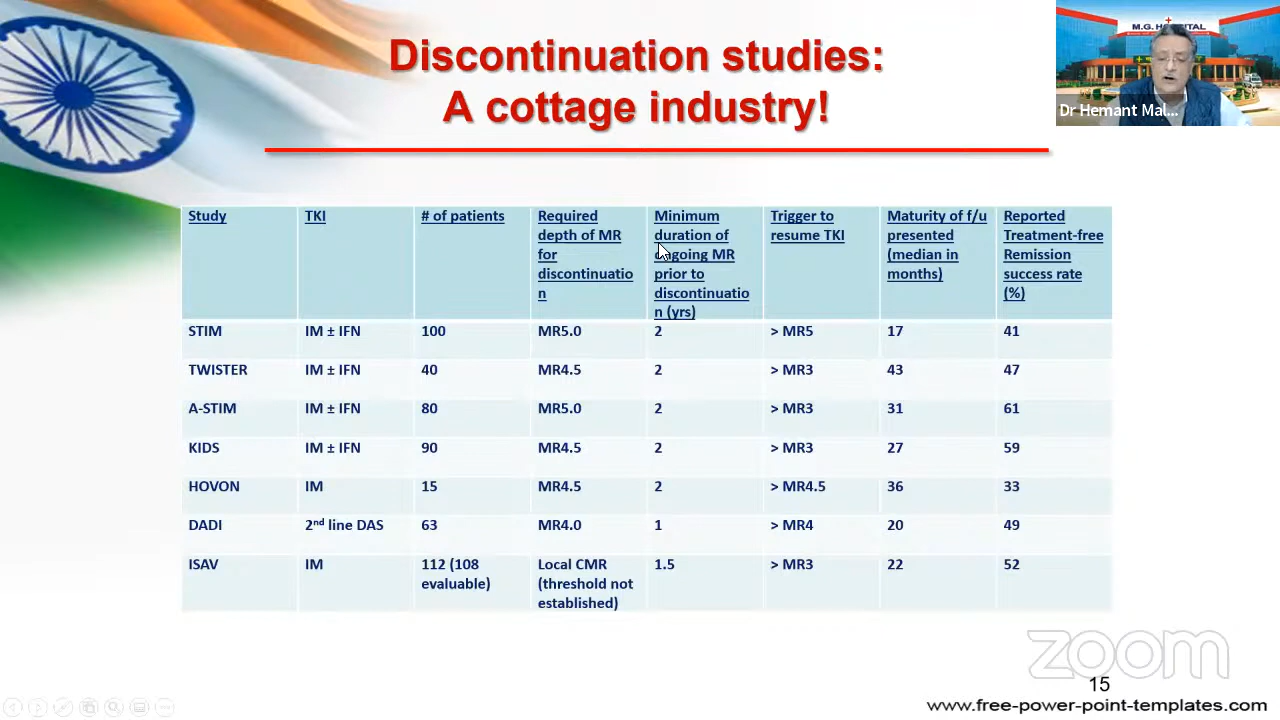 Discontinuation studies:
A cottage industry!
M.G. HOSPITAL
Dr Hemant Mal...
Study
TKI
# of patients
Required
depth of MR
for
discontinuatio
n
Minimum
duration of
ongoing MR
prior to
discontinuatio
n (yrs)
Trigger to
resume TKI
Maturity of f/u
presented
(median in
months)
Reported
Treatment-free
Remission
success rate
(%)
STIM
IM ± IFN
100
MR5.0
2
> MR5
17
41
TWISTER
IM ± IFN
40
MR4.5
2
> MR3
43
47
A-STIM
IM ± IFN
80
MR5.0
2
> MR3
31
61
KIDS
IM ± IFN
90
MR4.5
2
> MR3
27
59
HOVON
IM
15
MR4.5
2
> MR4.5
36
33
DADI
2nd line DAS
63
MR4.0
1
> MR4
20
49
ISAV
IM
112 (108
evaluable)
Local CMR
(threshold not
established)
1.5
> MR3
22
52
zoom
15
www.free-power-point-templates.com